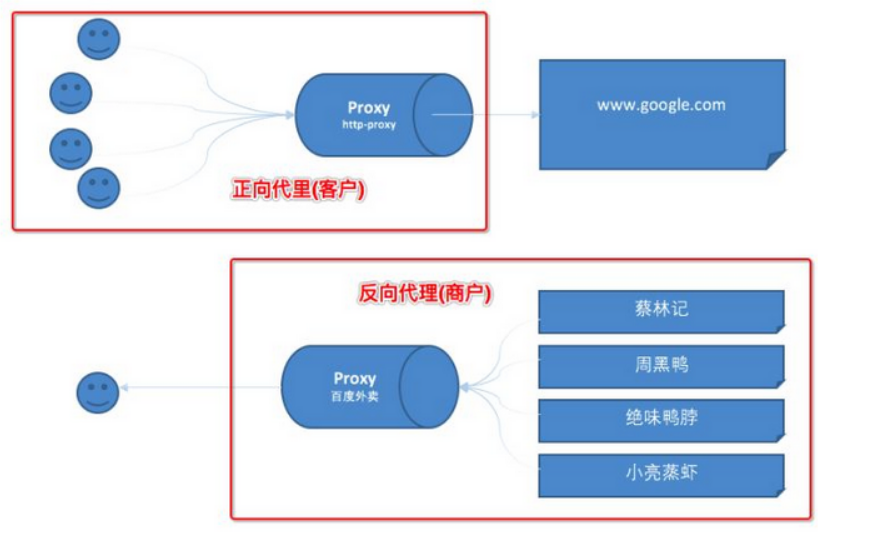 Proxy
http-proxy
www.google.com
正向代里(客户)
反向代理(商户)
Proxy
百度外卖
蔡林记
周黑鸭
绝味鸭脖
小亮蒸虾